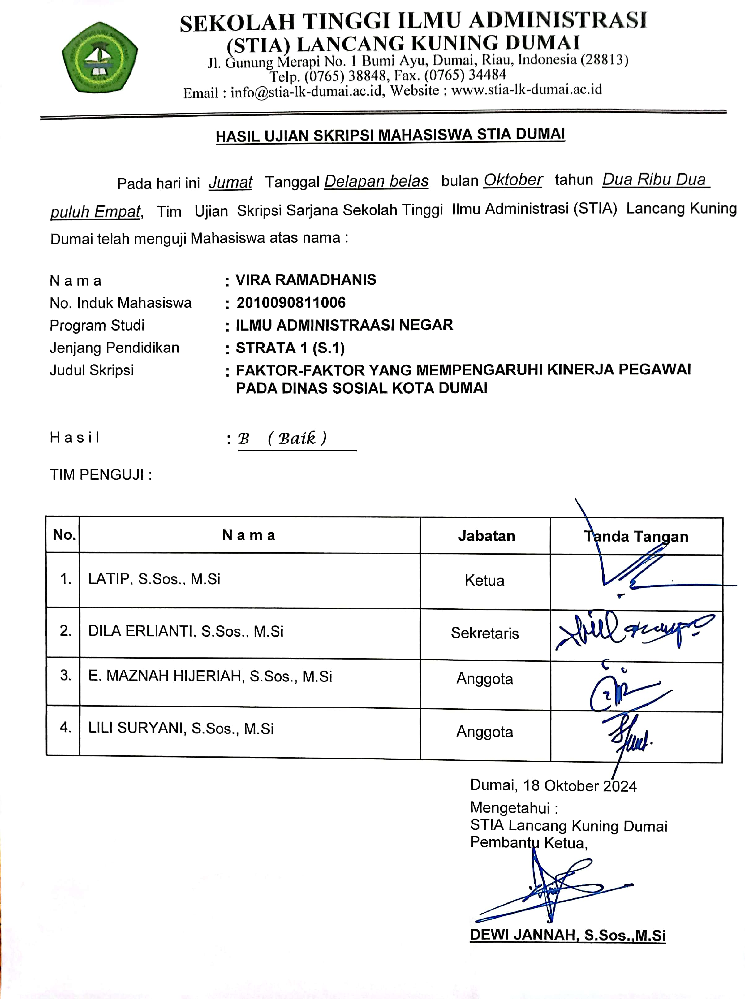 SEKOLAH TINGGI ILMU ADMINISTRASI
(STIA) LANCANG KUNING DUMAI
Jl. Gunung Merapi No. 1 Bumi Ayu, Dumai, Riau, Indonesia (28813)
Telp. (0765) 38848, Fax. (0765) 34484
Email : info@stia-lk-dumai.ac.id, Website : www.stia-lk-dumai.ac.id
HASIL UJIAN SKRIPSI MAHASISWA STIA DUMAI
Pada hari ini Jumat Tanggal Delapan belas bulan Oktober tahun Dua Ribu Dua
puluh Empat, Tim Ujian Skripsi Sarjana Sekolah Tinggi Ilmu Administrasi (STIA) Lancang Kuning
Dumai telah menguji Mahasiswa atas nama :
N a m a : VIRA RAMADHANIS
No. Induk Mahasiswa : 2010090811006
Program Studi : ILMU ADMINISTRAASI NEGAR
Jenjang Pendidikan : STRATA 1 (S.1)
Judul Skripsi : FAKTOR-FAKTOR YANG MEMPENGARUHI KINERJA PEGAWAI
PADA DINAS SOSIAL KOTA DUMAI
H a s i l : B ( Baik )
TIM PENGUJI :
No. N a m a Jabatan Tanda Tangan
1. LATIP, S.Sos., M.Si Ketua
2. DILA ERLIANTI, S.Sos., M.Si Sekretaris
3. E. MAZNAH HIJERIAH, S.Sos., M.Si Anggota
4. LILI SURYANI, S.Sos., M.Si Anggota
Dumai, 18 Oktober 2024
Mengetahui :
STIA Lancang Kuning Dumai
Pembantu Ketua,
DEWI JANNAH, S.Sos.,M.Si